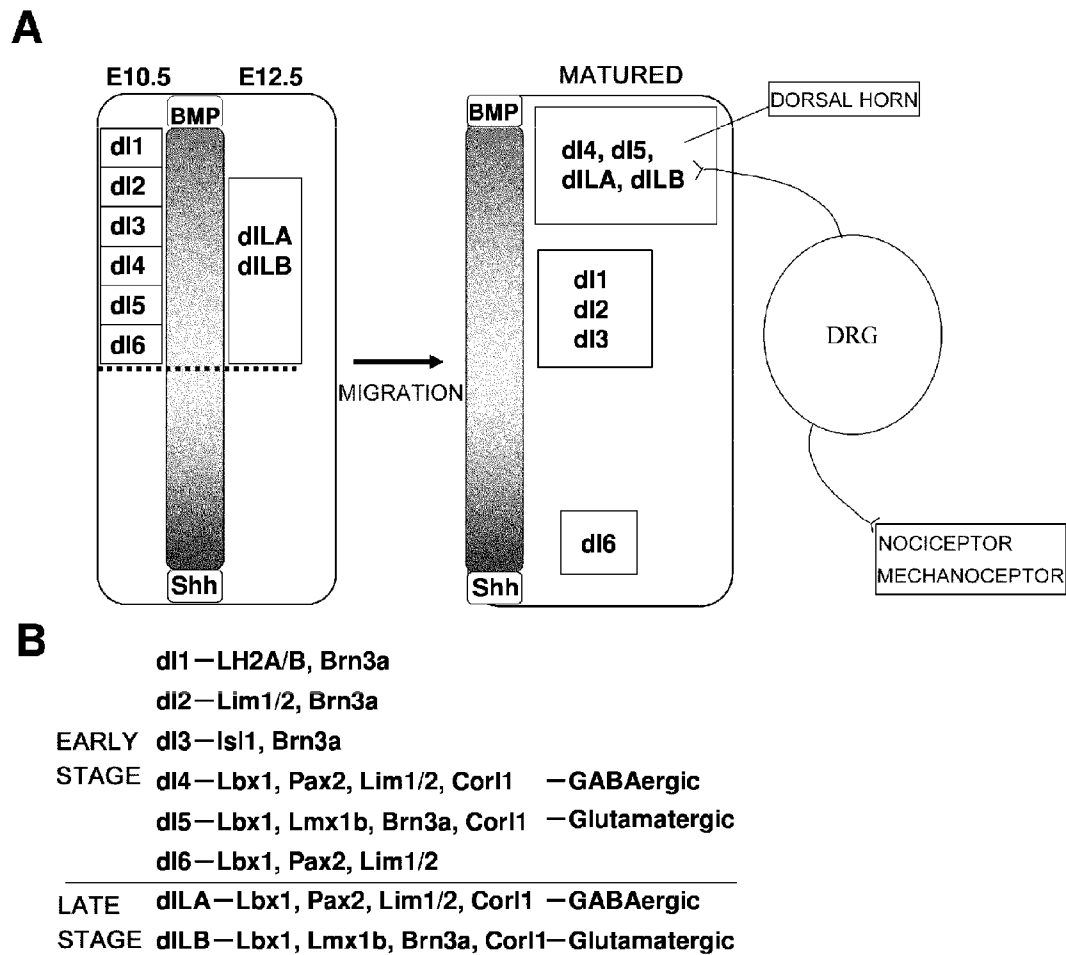 A
E10.5 E12.5
BMP
dI1
dI2
dI3
dI4
dI5
dI6
dILA
dILB
Shh
MIGRATION
MATURED
BMP
DORSAL HORN
dI4, dI5,
dILA, dILB
dI1
dI2
dI3
dI6
Shh
DRG
NOCICEPTOR
MECHANOCEPTOR
B
dI1—LH2A/B, Brn3a
dI2—Lim1/2, Brn3a
EARLY dI3—Isl1, Brn3a
STAGE dI4—Lbx1, Pax2, Lim1/2, Corl1 —GABAergic
dI5—Lbx1, Lmx1b, Brn3a, Corl1 —Glutamatergic
dI6—Lbx1, Pax2, Lim1/2
LATE dILA—Lbx1, Pax2, Lim1/2, Corl1 —GABAergic
STAGE dILB—Lbx1, Lmx1b, Brn3a, Corl1—Glutamatergic